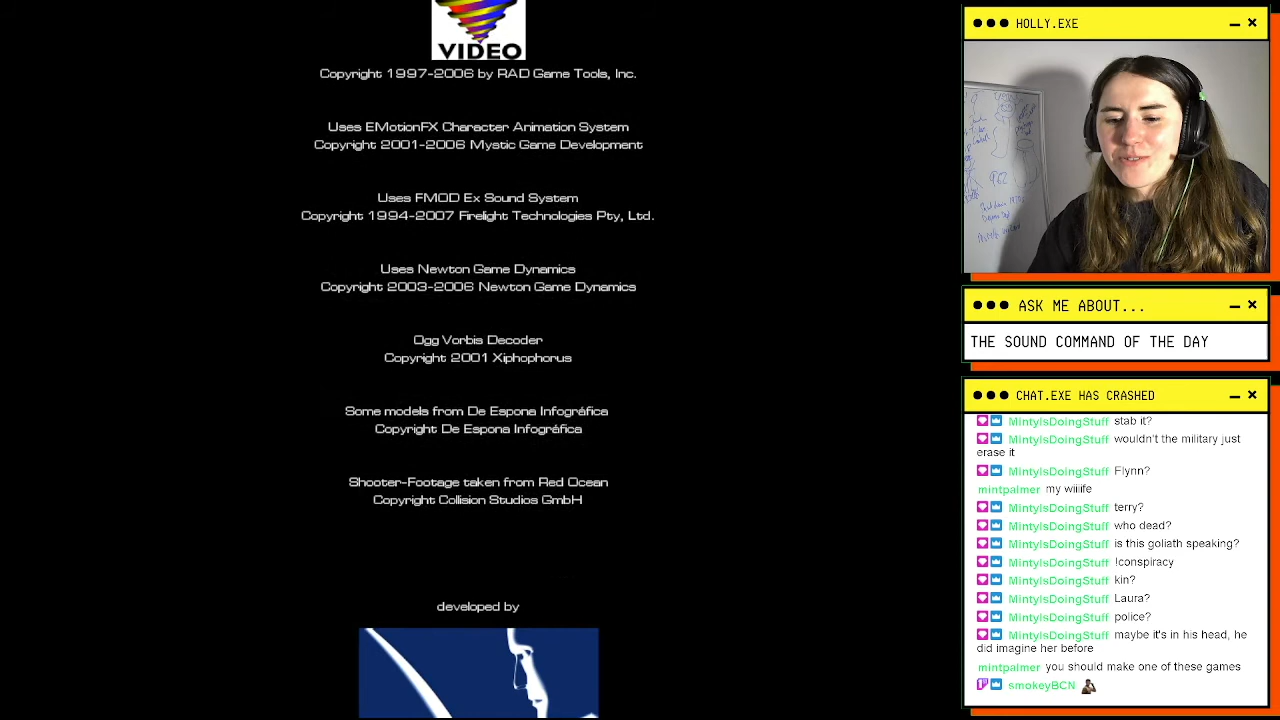 VIDEO
Copyright 1997-2006 by RAD Game Tools, Inc.
Uses EMotionFX Character Animation System
Copyright 2001-2006 Mystic Game Development
Uses FMOD Ex Sound System
Copyright 1994-2007 Firelight Technologies Pty, Ltd.
Uses Newton Game Dynamics
Copyright 2003-2006 Newton Game Dynamics
Ogg Vorbis Decoder
Copyright 2001 Xiphophorus
Some models from De Espona Infográfica
Copyright De Espona Infográfica
Shooter-Footage taken from Red Ocean
Copyright Collision Studios GmbH
developed by
HOLLY.EXE
ASK ME ABOUT...
THE SOUND COMMAND OF THE DAY
CHAT.EXE HAS CRASHED
MintyIsDoingStuff stab it?
MintyIsDoingStuff wouldn't the military just
erase it
MintyIsDoingStuff Flynn?
mintpalmer my wiiife
MintyIsDoingStuff terry?
MintyIsDoingStuff who dead?
MintyIsDoingStuff is this goliath speaking?
MintyIsDoingStuff !conspiracy
MintyIsDoingStuff kin?
MintyIsDoingStuff Laura?
MintyIsDoingStuff police?
MintyIsDoingStuff maybe it's in his head, he
did imagine her before
mintpalmer you should make one of these games
smokeyBCN